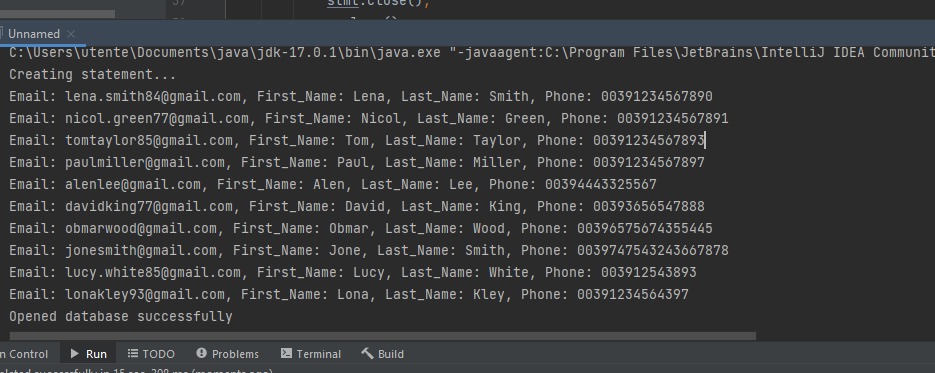 37 stmt.close();
Unnamed ×
C:\Users\utente\Documents\java\jdk-17.0.1\bin\java.exe "-javaagent:C:\Program Files\JetBrains\IntelliJ IDEA Communit
Creating statement...
Email: lena.smith84@gmail.com, First_Name: Lena, Last_Name: Smith, Phone: 00391234567890
Email: nicol.green77@gmail.com, First_Name: Nicol, Last_Name: Green, Phone: 00391234567891
Email: tomtaylor85@gmail.com, First_Name: Tom, Last_Name: Taylor, Phone: 00391234567893
Email: paulmiller@gmail.com, First_Name: Paul, Last_Name: Miller, Phone: 00391234567897
Email: alenlee@gmail.com, First_Name: Alen, Last_Name: Lee, Phone: 00394443325567
Email: davidking77@gmail.com, First_Name: David, Last_Name: King, Phone: 00393656547888
Email: obmarwood@gmail.com, First_Name: Obmar, Last_Name: Wood, Phone: 00396575674355445
Email: jonesmith@gmail.com, First_Name: Jone, Last_Name: Smith, Phone: 0039747543243667878
Email: lucy.white85@gmail.com, First_Name: Lucy, Last_Name: White, Phone: 003912543893
Email: lonakley93@gmail.com, First_Name: Lona, Last_Name: Kley, Phone: 00391234564397
Opened database successfully
n Control Run TODO Problems Terminal Build